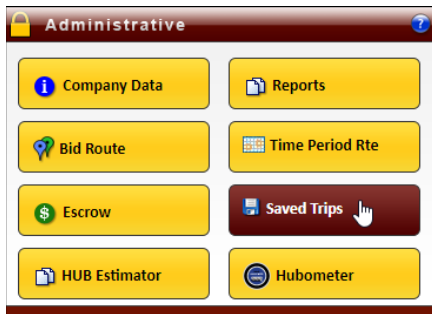 Administrative ?
i Company Data
Reports
Bid Route
Time Period Rte
$ Escrow
Saved Trips
HUB Estimator
Hubometer